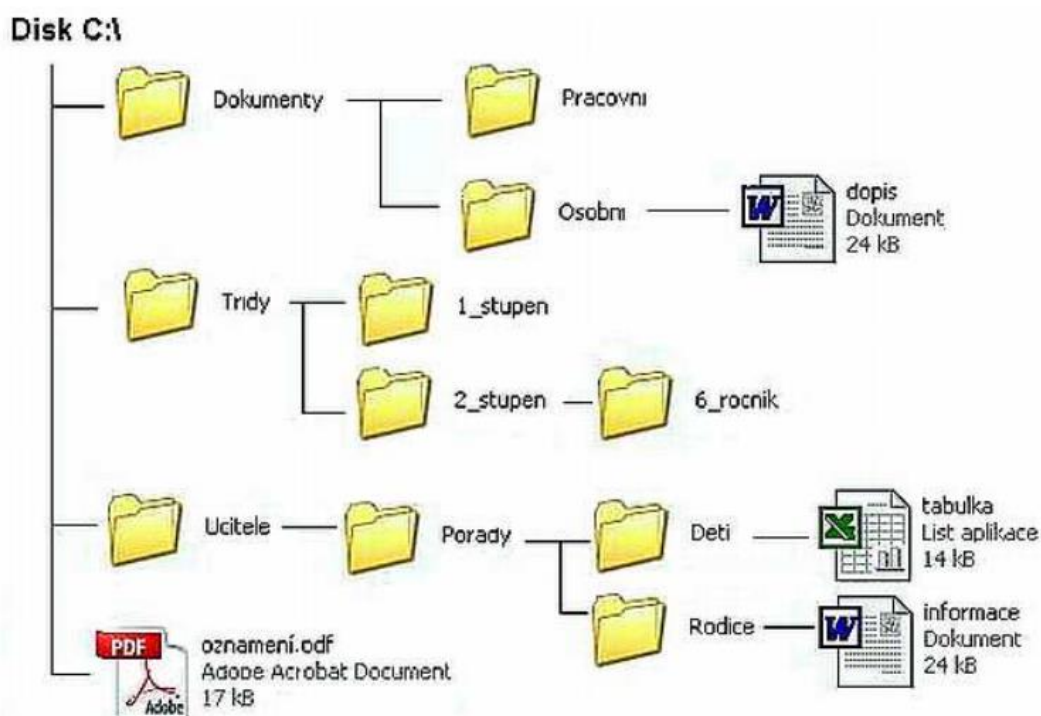 Disk C:\
Dokumenty
Pracovni
Osobni
W
dopis
Dokument
24 kB
Tridy
1_stupen
2_stupen
6_rocnik
Ucitele
Porady
Deti
X
tabulka
List aplikace
14 kB
Rodice
W
informace
Dokument
24 kB
PDF
Adobe
oznamení.pdf
Adobe Acrobat Document
17 kB